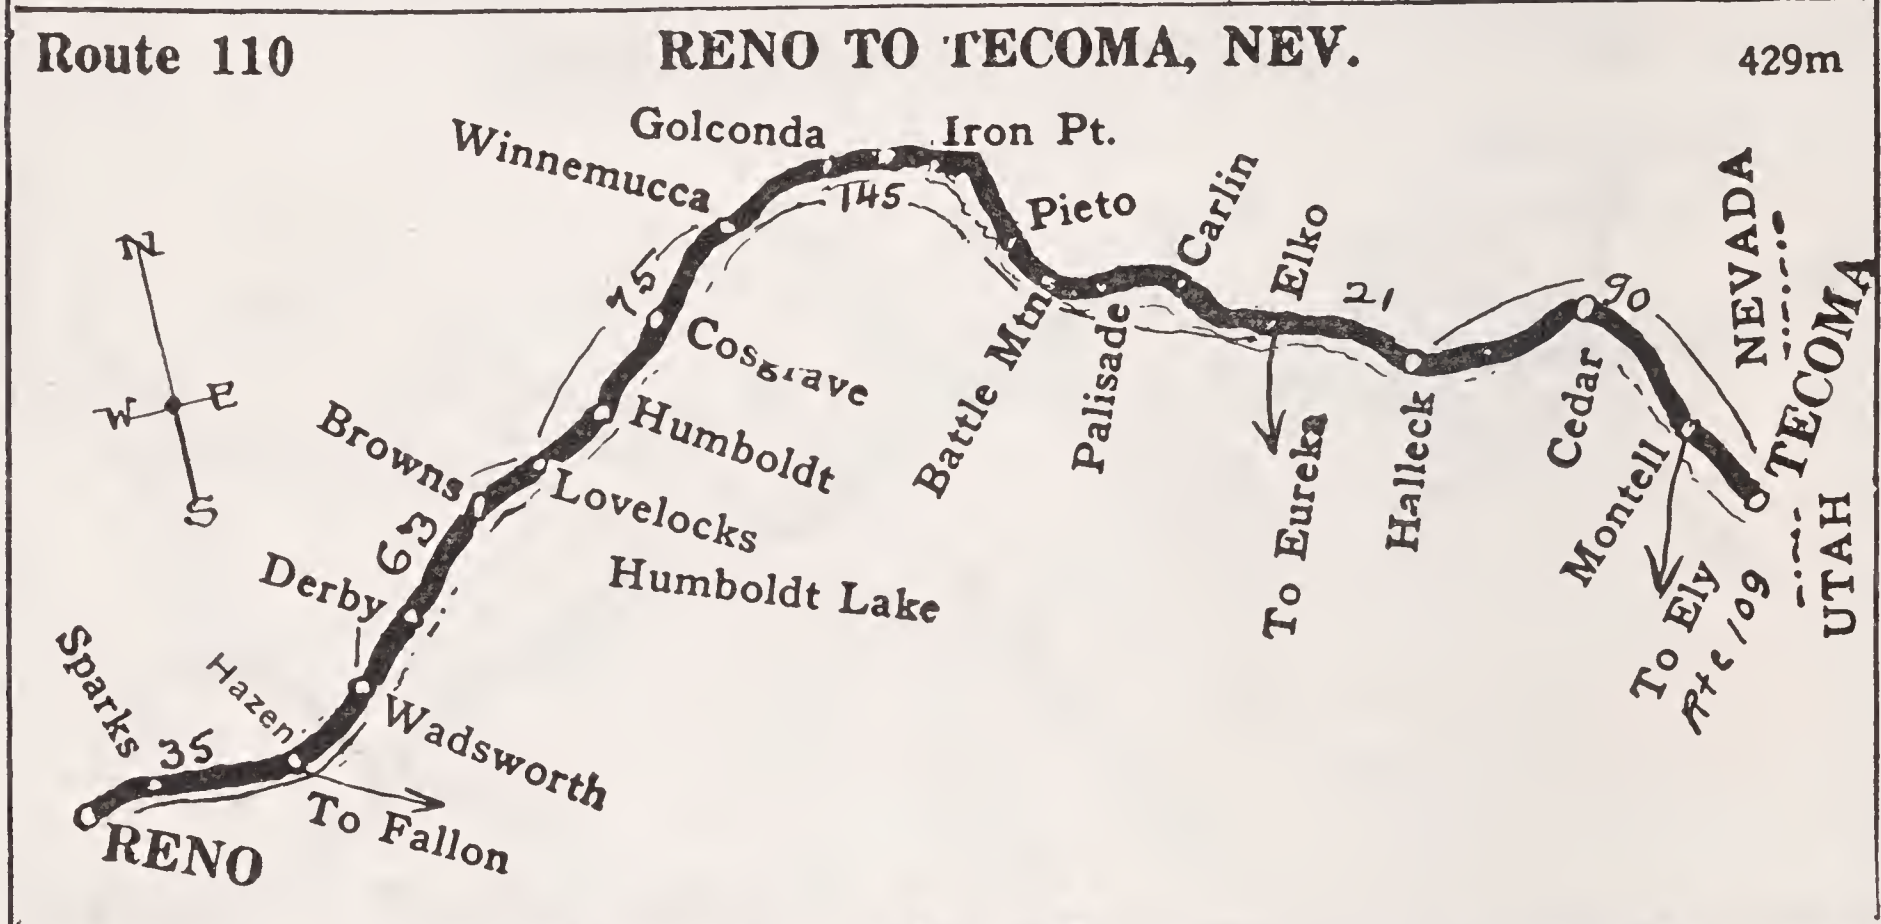 Route 110
RENO TO TECOMA, NEV.
429m
Golconda
Iron Pt.
Winnemucca
145
Pieto
Carlin
Elko
21
90
NEVADA
TECOMA
UTAH
N
W
E
S
75
Cosgrave
Battle Mtn
Palisade
Halleck
Cedar
Montell
Browns
Humboldt
Lovelocks
To Eureka
To Ely
Rte 109
63
Humboldt Lake
Derby
Sparks
Hazen
35
Wadsworth
To Fallon
RENO